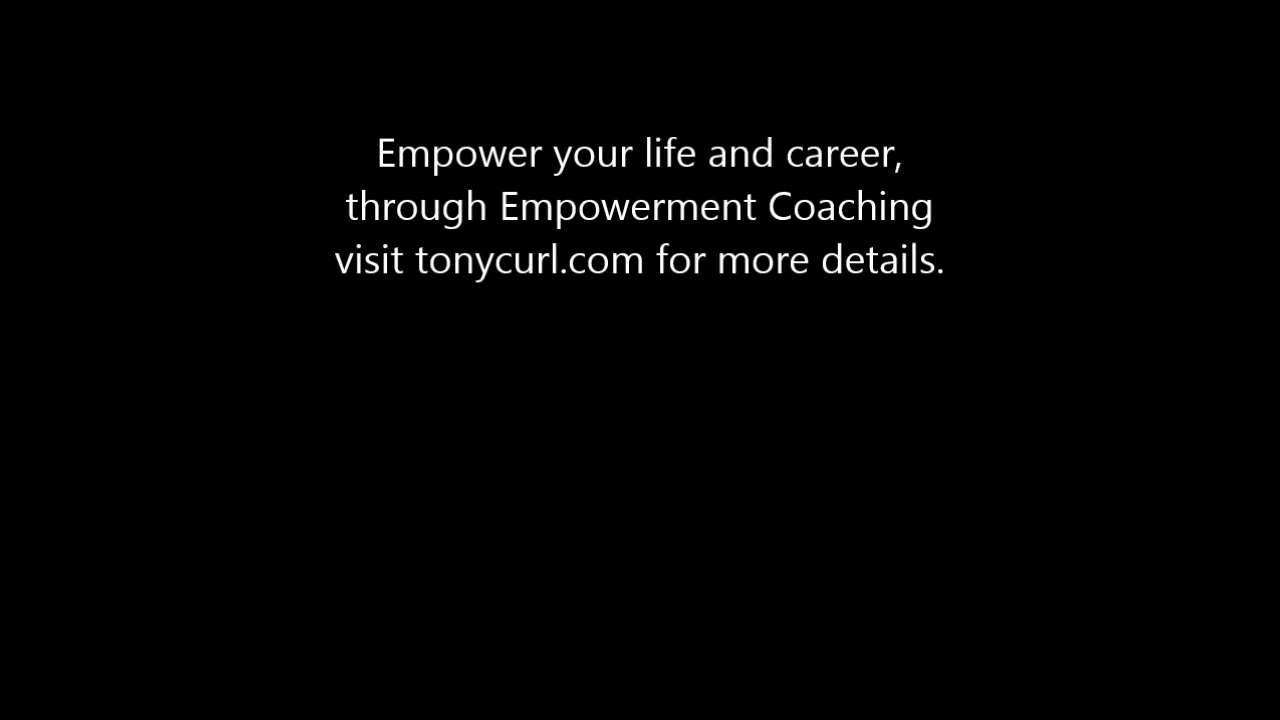 Empower your life and career,
through Empowerment Coaching
visit tonycurl.com for more details.